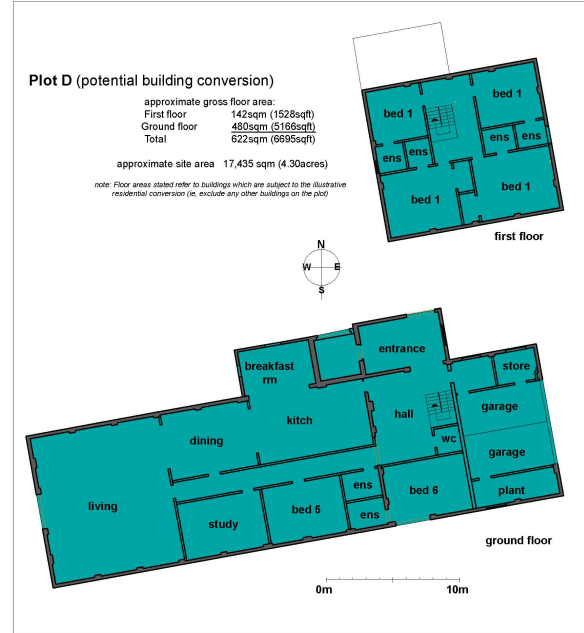 Plot D (potential building conversion)
approximate gross floor area:
First floor 142sqm (1528sqft)
Ground floor 480sqm (5166sqft)
Total 622sqm (6695sqft)
approximate site area 17,435 sqm (4.30acres)
note: Floor areas stated refer to buildings which are subject to the illustrative
residential conversion (ie, exclude any other buildings on the plot)
bed 1
bed 1
ens
ens
ens
ens
bed 1
bed 1
first floor
N
W E
S
entrance
breakfast
rm
store
kitch
hall
garage
dining
wc
garage
living
study
bed 5
ens
ens
bed 6
plant
ground floor
0m 10m